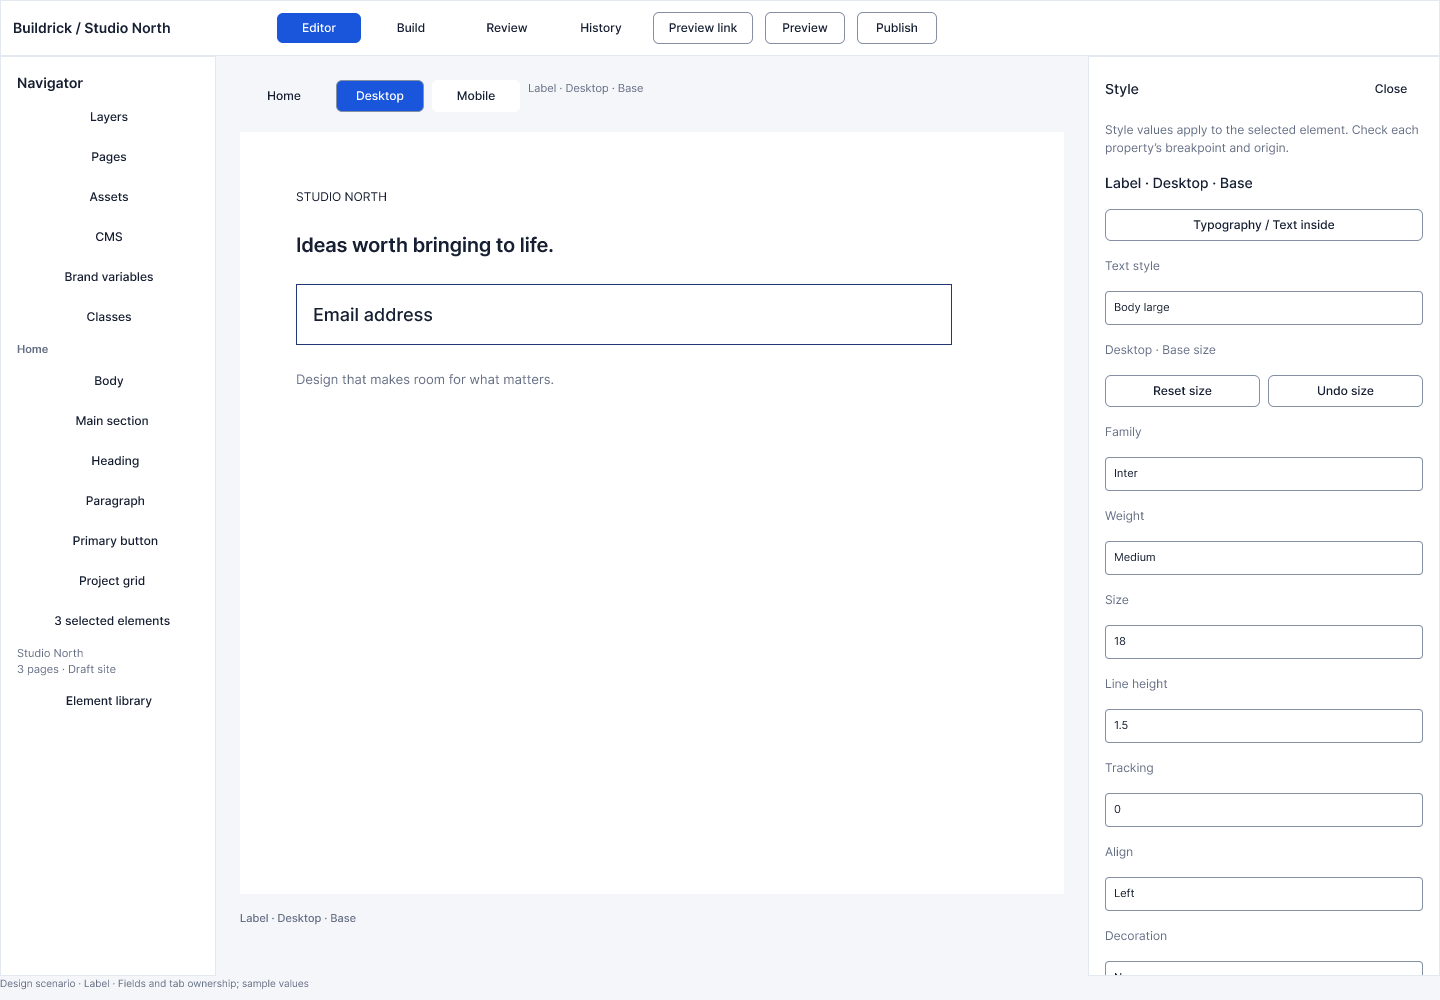 Buildrick / Studio North
Editor
Build
Review
History
Preview link
Preview
Publish
Navigator
Layers
Pages
Assets
CMS
Brand variables
Classes
Home
Body
Main section
Heading
Paragraph
Primary button
Project grid
3 selected elements
Studio North
3 pages · Draft site
Element library
Home
Desktop
Mobile
Label · Desktop · Base
STUDIO NORTH
Ideas worth bringing to life.
Email address
Design that makes room for what matters.
Label · Desktop · Base
Style
Close
Style values apply to the selected element. Check each
property’s breakpoint and origin.
Label · Desktop · Base
Typography / Text inside
Text style
Body large
Desktop · Base size
Reset size
Undo size
Family
Inter
Weight
Medium
Size
18
Line height
1.5
Tracking
0
Align
Left
Decoration
Design scenario · Label · Fields and tab ownership; sample values